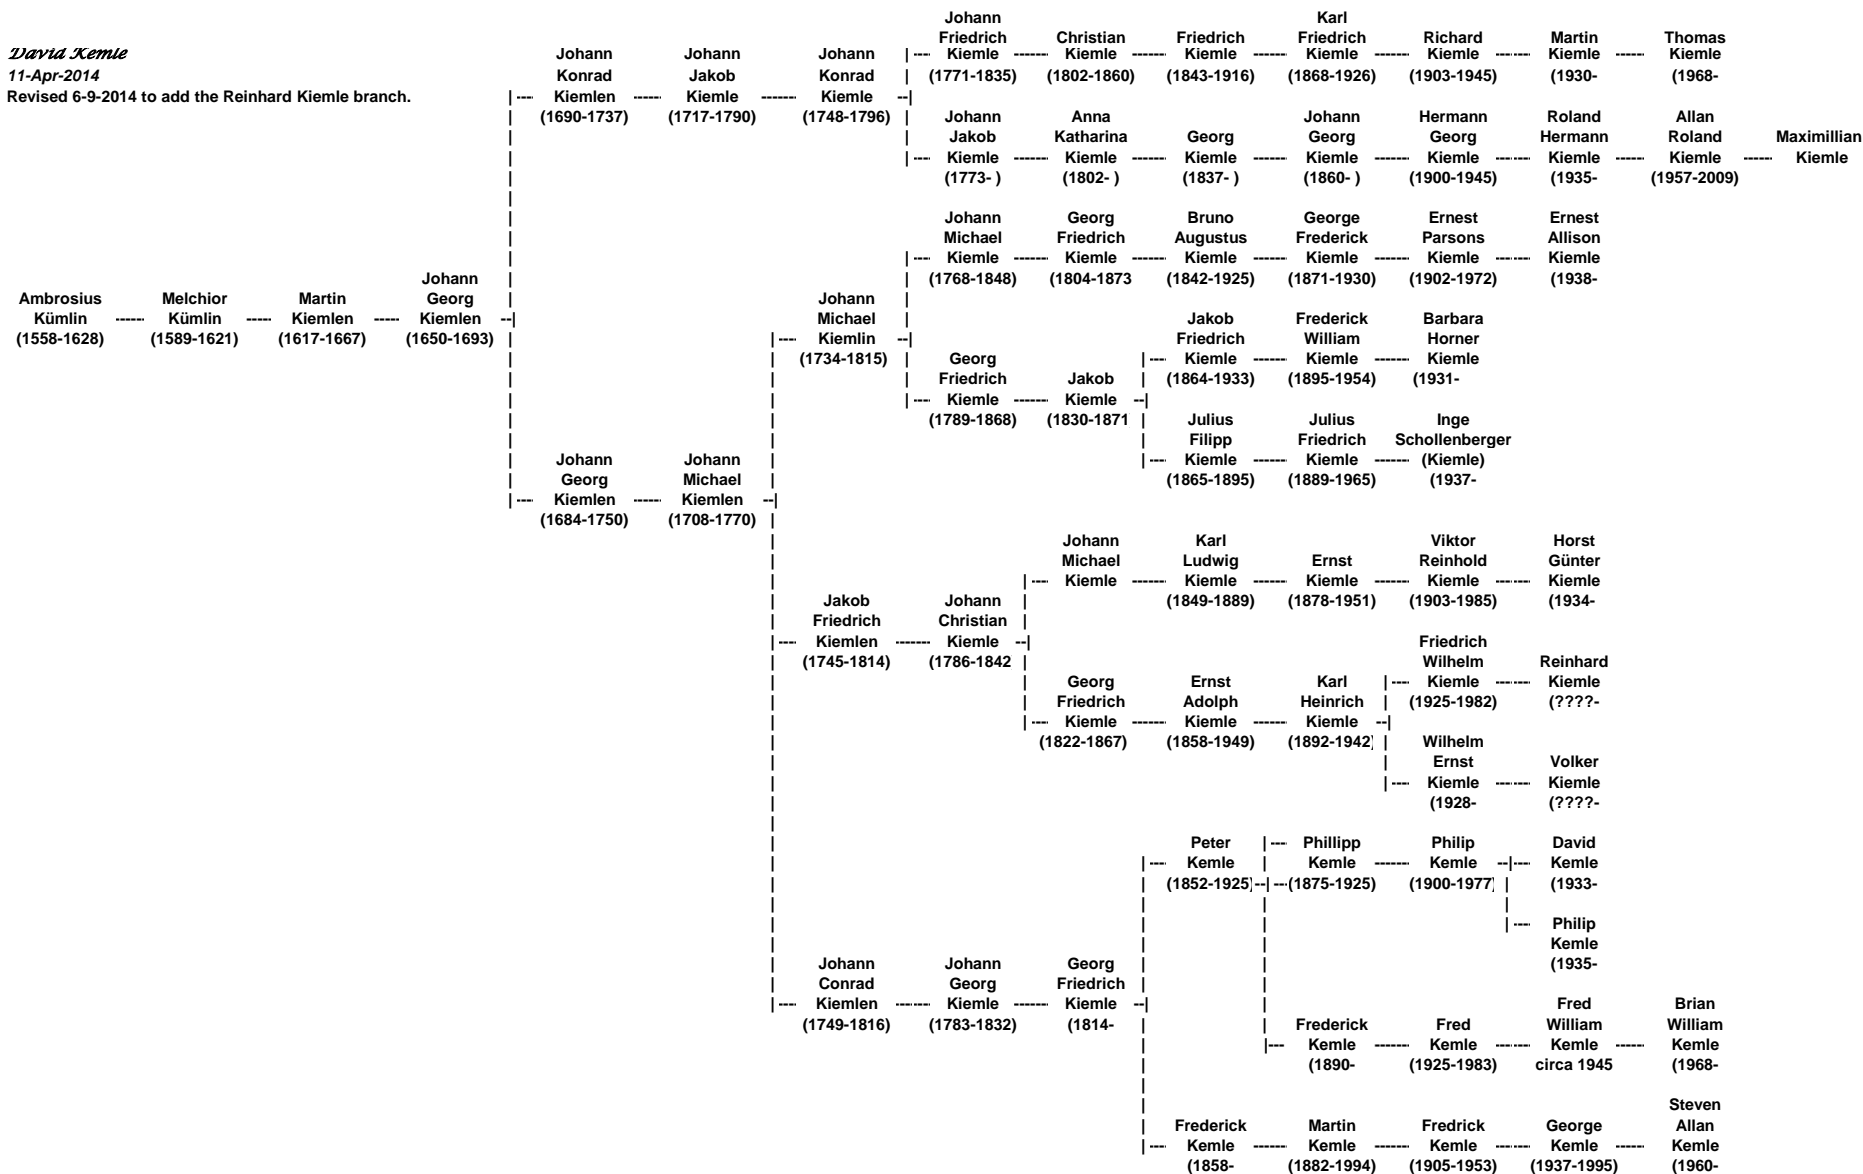 David Kemle
11-Apr-2014
Revised 6-9-2014 to add the Reinhard Kiemle branch.
Ambrosius
Kümlin
(1558-1628)
Melchior
Kümlin
(1589-1621)
Martin
Kiemlen
(1617-1667)
Johann
Georg
Kiemlen
(1650-1693)
Johann
Konrad
Kiemlen
(1690-1737)
Johann
Jakob
Kiemle
(1717-1790)
Johann
Konrad
Kiemle
(1748-1796)
Johann
Friedrich
Kiemle
(1771-1835)
Christian
Kiemle
(1802-1860)
Friedrich
Kiemle
(1843-1916)
Karl
Friedrich
Kiemle
(1868-1926)
Richard
Kiemle
(1903-1945)
Martin
Kiemle
(1930-
Thomas
Kiemle
(1968-
Johann
Jakob
Kiemle
(1773- )
Anna
Katharina
Kiemle
(1802- )
Georg
Kiemle
(1837- )
Johann
Georg
Kiemle
(1860- )
Hermann
Georg
Kiemle
(1900-1945)
Roland
Hermann
Kiemle
(1935-
Allan
Roland
Kiemle
(1957-2009)
Maximillian
Kiemle
Johann
Georg
Kiemlen
(1684-1750)
Johann
Michael
Kiemlen
(1708-1770)
Johann
Michael
Kiemlin
(1734-1815)
Johann
Michael
Kiemle
(1768-1848)
Georg
Friedrich
Kiemle
(1804-1873
Bruno
Augustus
Kiemle
(1842-1925)
George
Frederick
Kiemle
(1871-1930)
Ernest
Parsons
Kiemle
(1902-1972)
Ernest
Allison
Kiemle
(1938-
Georg
Friedrich
Kiemle
(1789-1868)
Jakob
Kiemle
(1830-1871
Jakob
Friedrich
Kiemle
(1864-1933)
Frederick
William
Kiemle
(1895-1954)
Barbara
Horner
Kiemle
(1931-
Julius
Filipp
Kiemle
(1865-1895)
Julius
Friedrich
Kiemle
(1889-1965)
Inge
Schollenberger
(Kiemle)
(1937-
Jakob
Friedrich
Kiemlen
(1745-1814)
Johann
Christian
Kiemle
(1786-1842
Johann
Michael
Kiemle
Karl
Ludwig
Kiemle
(1849-1889)
Ernst
Kiemle
(1878-1951)
Viktor
Reinhold
Kiemle
(1903-1985)
Horst
Günter
Kiemle
(1934-
Georg
Friedrich
Kiemle
(1822-1867)
Ernst
Adolph
Kiemle
(1858-1949)
Karl
Heinrich
Kiemle
(1892-1942)
Friedrich
Wilhelm
Kiemle
(1925-1982)
Reinhard
Kiemle
(????-
Wilhelm
Ernst
Kiemle
(1928-
Volker
Kiemle
(????-
Johann
Conrad
Kiemlen
(1749-1816)
Johann
Georg
Kiemle
(1783-1832)
Georg
Friedrich
Kiemle
(1814-
Peter
Kemle
(1852-1925)
Phillipp
Kemle
(1875-1925)
Philip
Kemle
(1900-1977)
David
Kemle
(1933-
Philip
Kemle
(1935-
Frederick
Kemle
(1890-
Fred
Kemle
(1925-1983)
Fred
William
Kemle
circa 1945
Brian
William
Kemle
(1968-
Frederick
Kemle
(1858-
Martin
Kemle
(1882-1994)
Fredrick
Kemle
(1905-1953)
George
Kemle
(1937-1995)
Steven
Allan
Kemle
(1960-